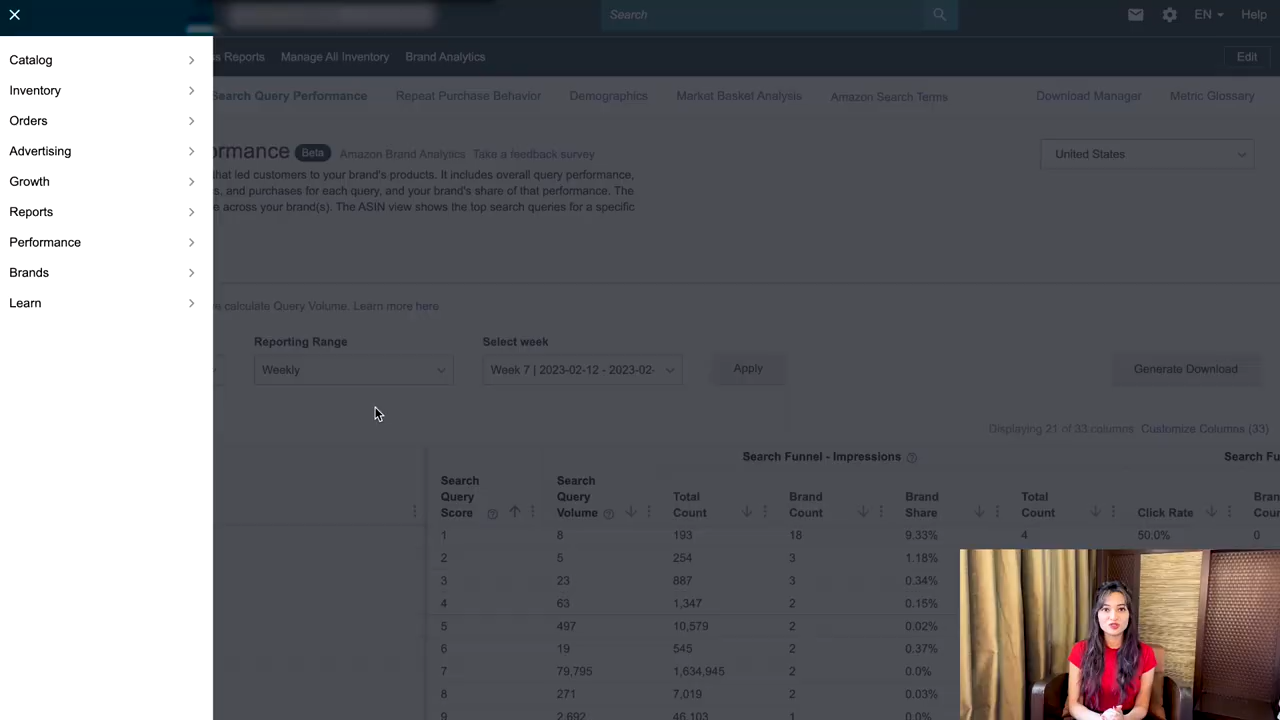 Search
EN
Help
Catalog
Inventory
Orders
Advertising
Growth
Reports
Performance
Brands
Learn
Reports
Manage All Inventory
Brand Analytics
Edit
Search Query Performance
Repeat Purchase Behavior
Demographics
Market Basket Analysis
Amazon Search Terms
Download Manager
Metric Glossary
rmance Beta Amazon Brand Analytics Take a feedback survey
United States
that led customers to your brand's products. It includes overall query performance,
s, and purchases for each query, and your brand's share of that performance. The
e across your brand(s). The ASIN view shows the top search queries for a specific
calculate Query Volume. Learn more here
Reporting Range
Select week
Weekly
Week 7 | 2023-02-12 - 2023-02-
Apply
Generate Download
Displaying 21 of 33 columns Customize Columns (33)
Search Funnel - Impressions
Search Fu
Search Query Score
Search Query Volume
Total Count
Brand Count
Brand Share
Total Count
Click Rate
Bran
Coun
1 8 193 18 9.33% 4 50.0% 0
2 5 254 3 1.18%
3 23 887 3 0.34%
4 63 1,347 2 0.15%
5 497 10,579 2 0.02%
6 19 545 2 0.37%
7 79,795 1,634,945 2 0.0%
8 271 7,019 2 0.03%
9 2,692 46,103 1 0.0%